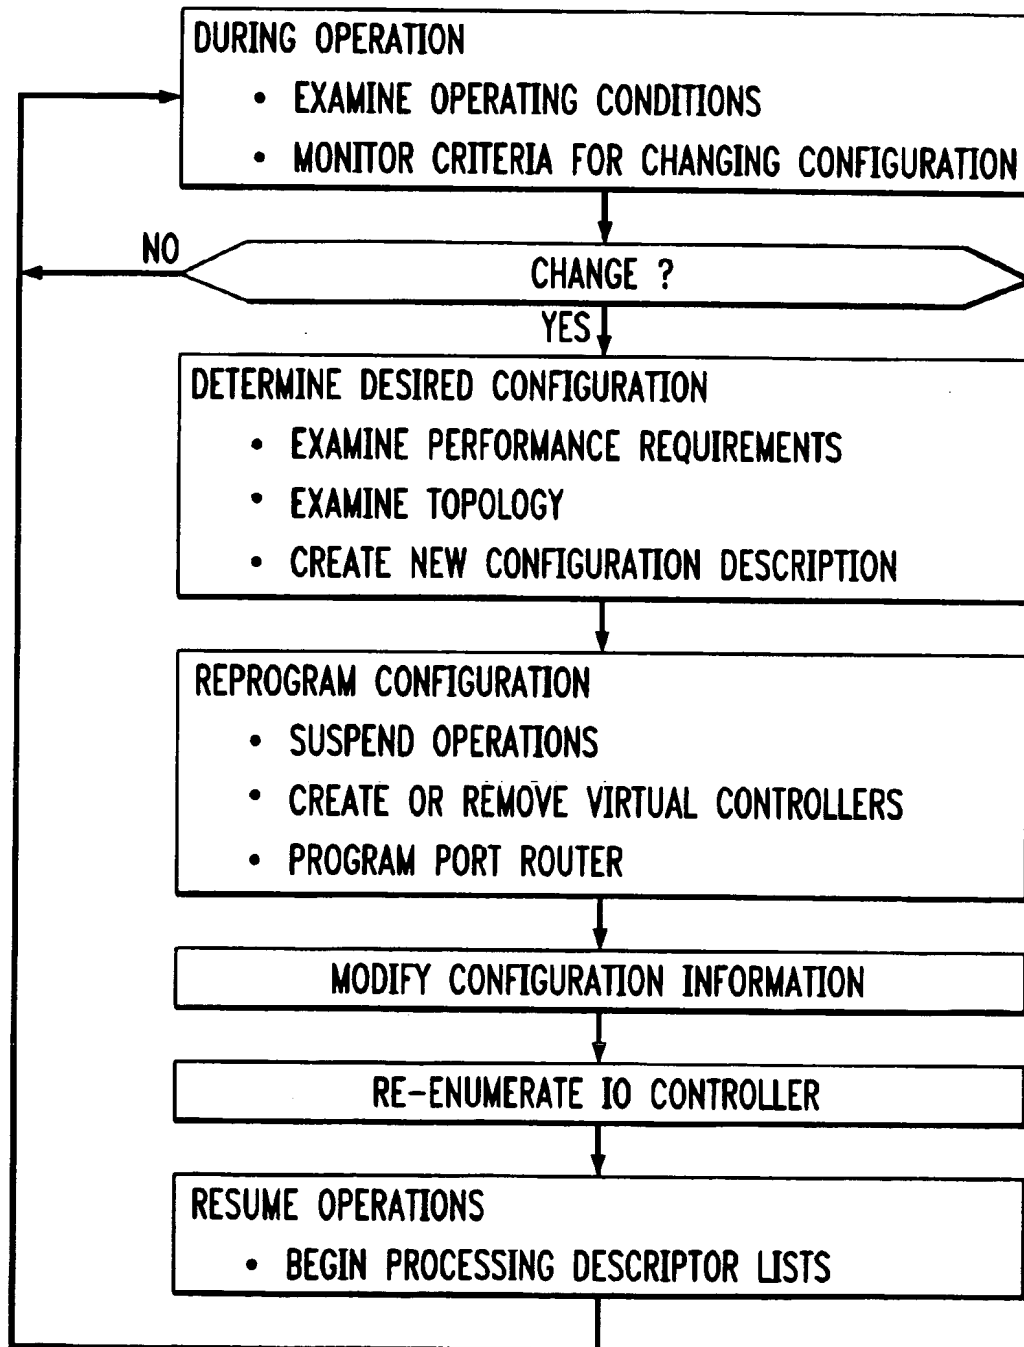 DURING OPERATION
• EXAMINE OPERATING CONDITIONS
• MONITOR CRITERIA FOR CHANGING CONFIGURATION
NO
CHANGE ?
YES
DETERMINE DESIRED CONFIGURATION
• EXAMINE PERFORMANCE REQUIREMENTS
• EXAMINE TOPOLOGY
• CREATE NEW CONFIGURATION DESCRIPTION
REPROGRAM CONFIGURATION
• SUSPEND OPERATIONS
• CREATE OR REMOVE VIRTUAL CONTROLLERS
• PROGRAM PORT ROUTER
MODIFY CONFIGURATION INFORMATION
RE-ENUMERATE IO CONTROLLER
RESUME OPERATIONS
• BEGIN PROCESSING DESCRIPTOR LISTS